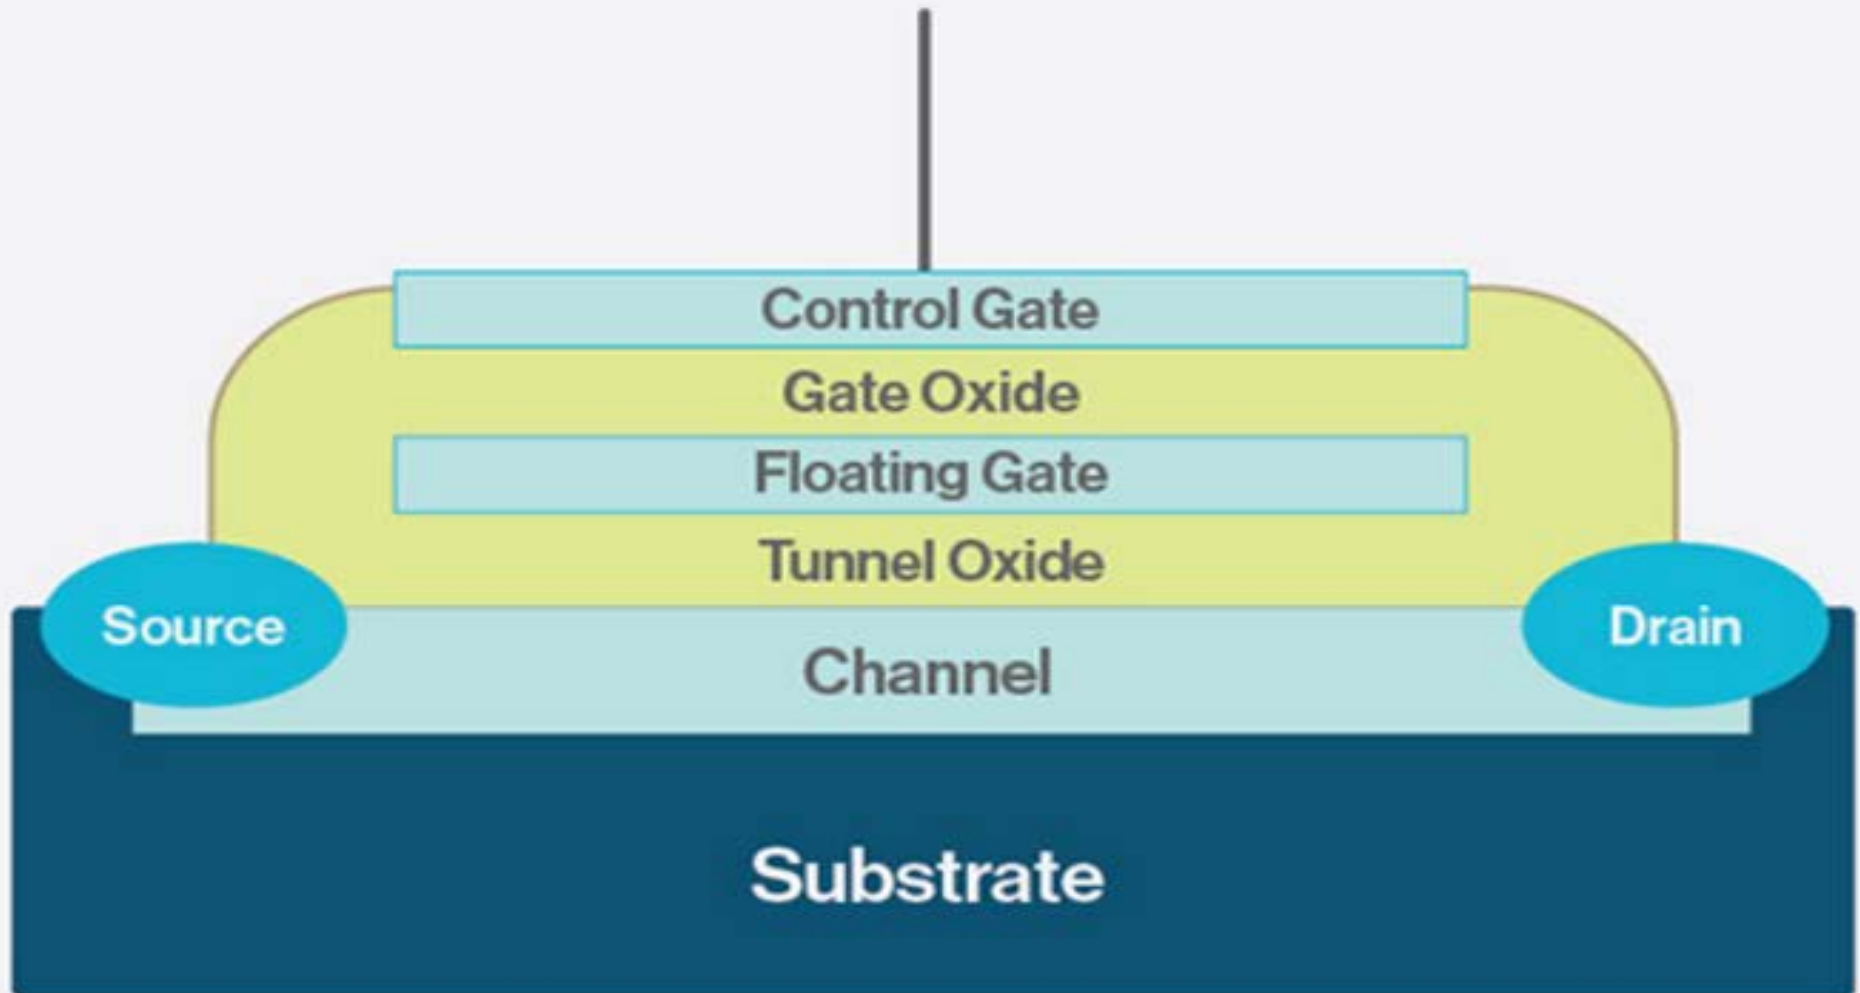 Control Gate
Gate Oxide
Floating Gate
Tunnel Oxide
Source
Drain
Channel
Substrate